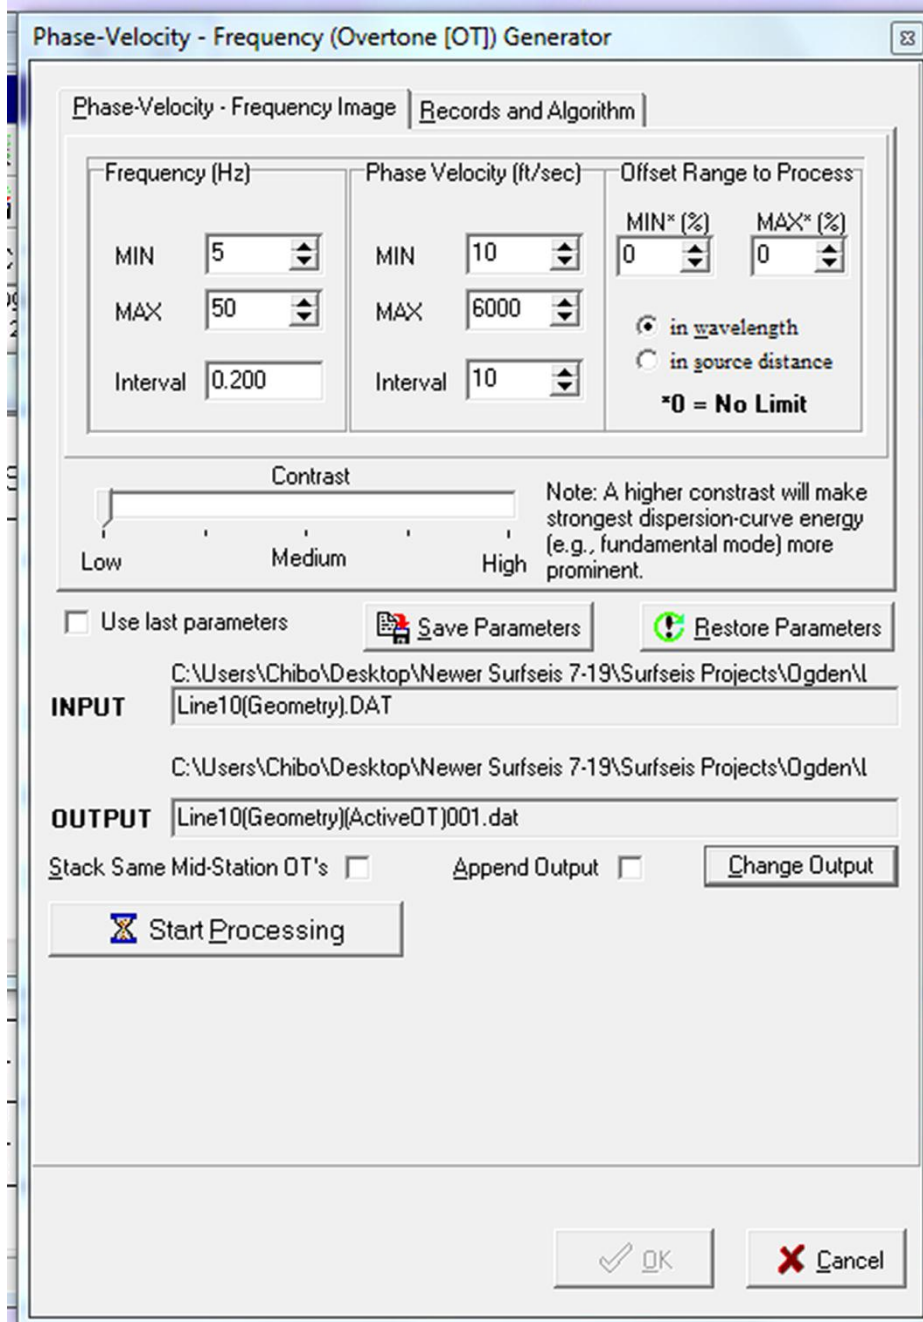 Phase-Velocity - Frequency (Overtone [OT]) Generator
Phase-Velocity - Frequency Image
Records and Algorithm
Frequency (Hz)
MIN 5
MAX 50
Interval 0.200
Phase Velocity (ft/sec)
MIN 10
MAX 6000
Interval 10
Offset Range to Process
MIN* (%) MAX* (%)
0 0
in wavelength
in source distance
*0 = No Limit
Contrast
Low Medium High
Note: A higher constrast will make
strongest dispersion-curve energy
(e.g., fundamental mode) more
prominent.
Use last parameters
Save Parameters
Restore Parameters
C:\Users\Chibo\Desktop\Newer Surfseis 7-19\Surfseis Projects\Ogden\L
INPUT Line10(Geometry).DAT
C:\Users\Chibo\Desktop\Newer Surfseis 7-19\Surfseis Projects\Ogden\L
OUTPUT Line10(Geometry)(ActiveOT)001.dat
Stack Same Mid-Station OT's
Append Output
Change Output
Start Processing
OK
Cancel